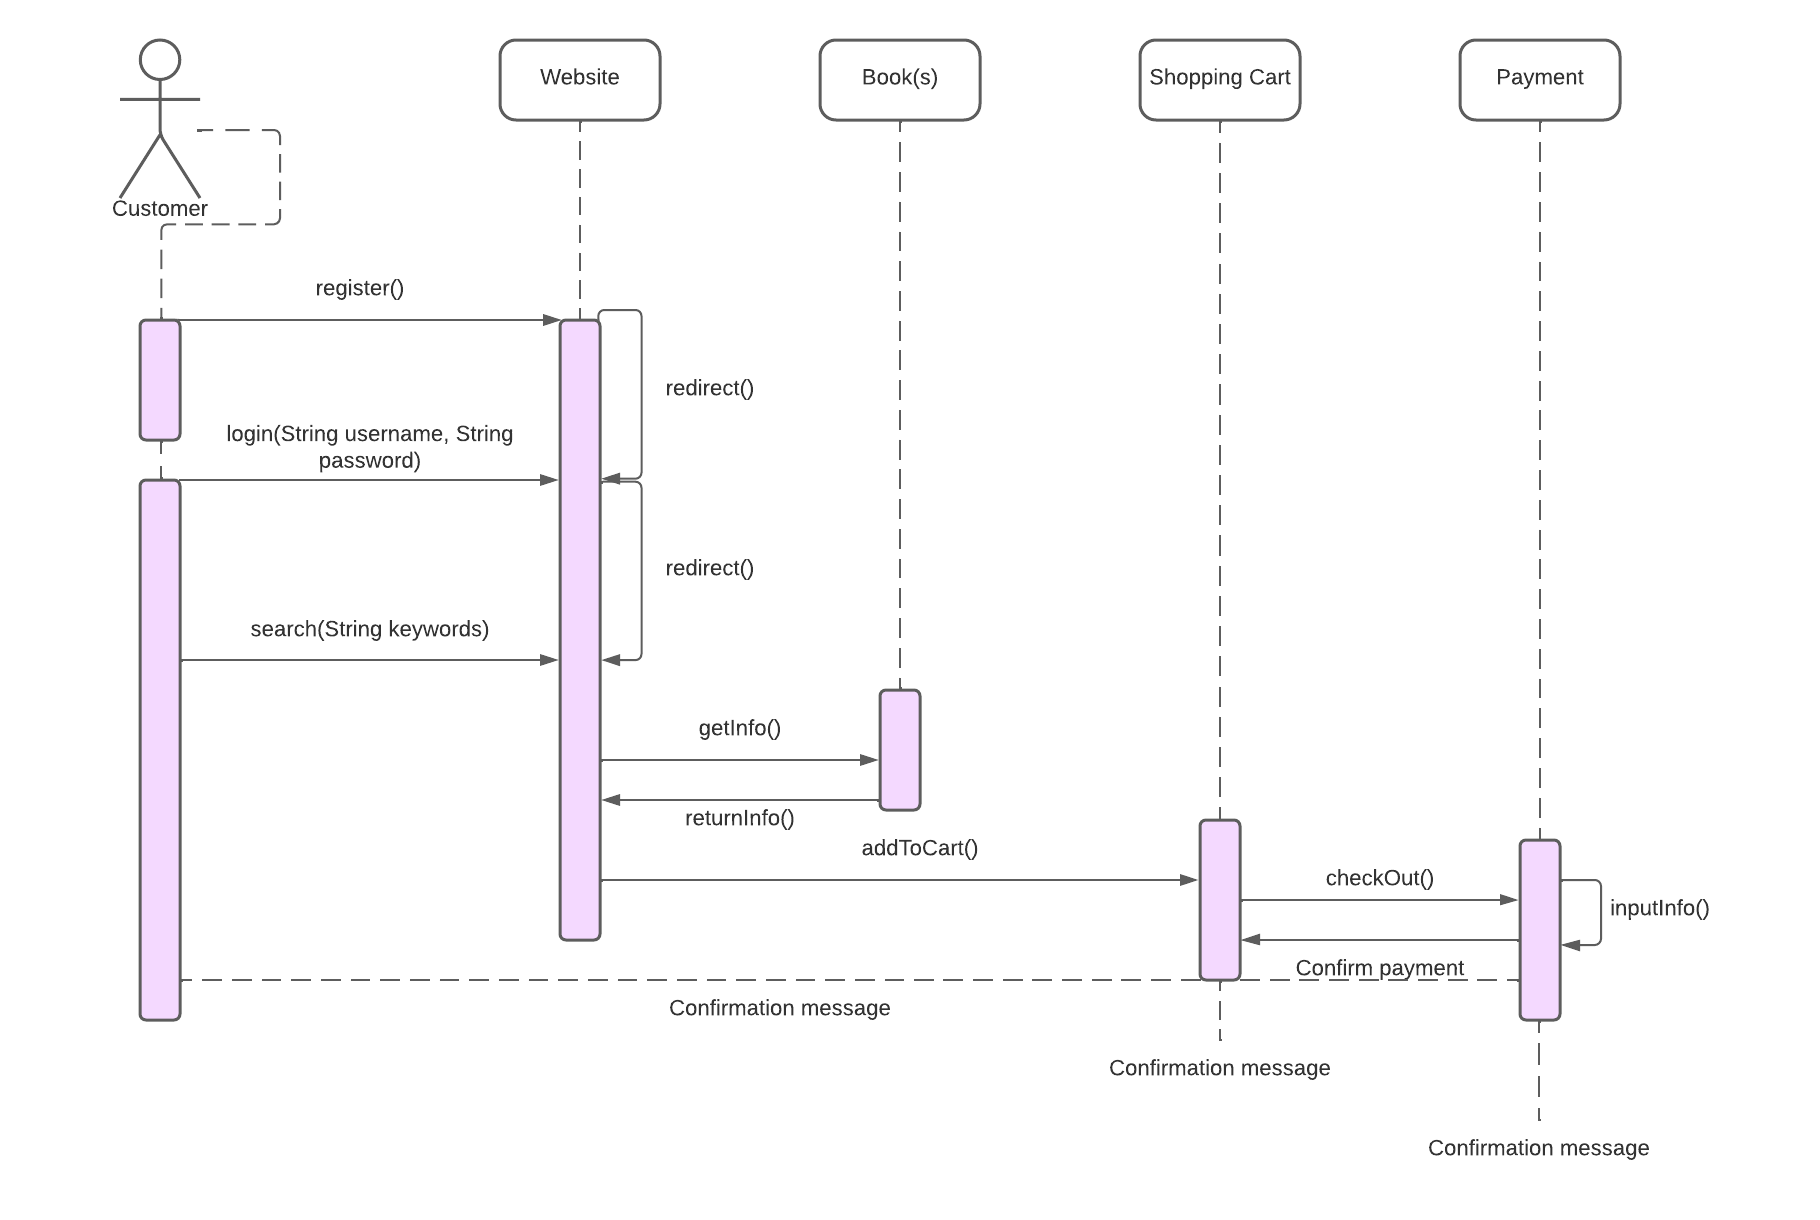 Website
Book(s)
Shopping Cart
Payment
Customer
register()
redirect()
login(String username, String
password)
redirect()
search(String keywords)
getInfo()
returnInfo()
addToCart()
checkOut()
inputInfo()
Confirm payment
Confirmation message
Confirmation message
Confirmation message